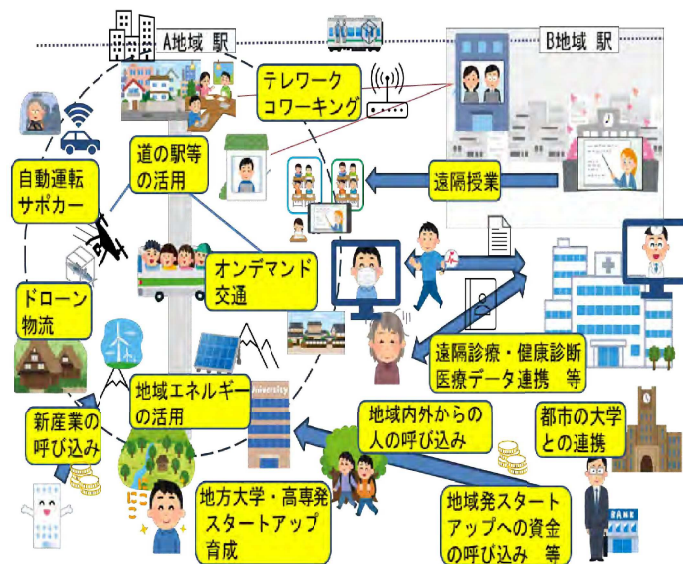 A地域 駅
B地域 駅
テレワーク
コワーキング
道の駅等
の活用
自動運転
サポカー
遠隔授業
オンデマンド
交通
ドローン
物流
遠隔診療・健康診断
医療データ連携 等
University
地域エネルギー
の活用
新産業の
呼び込み
地域内外からの
人の呼び込み
都市の大学
との連携
地方大学・高専発
スタートアップ
育成
地域発スタート
アップへの資金
の呼び込み 等
BANK